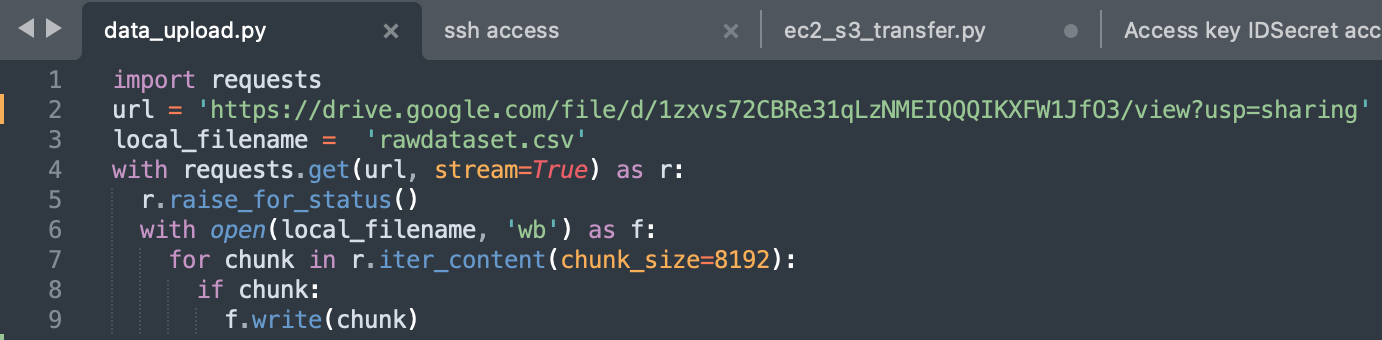 data_upload.py × ssh access × ec2_s3_transfer.py Access key IDSecret acc
1 import requests
2 url = 'https://drive.google.com/file/d/1zxvs72CBRe31qLzNMEIQQQIKXFW1JfO3/view?usp=sharing'
3 local_filename =  'rawdataset.csv'
4 with requests.get(url, stream=True) as r:
5   r.raise_for_status()
6   with open(local_filename, 'wb') as f:
7     for chunk in r.iter_content(chunk_size=8192):
8       if chunk:
9         f.write(chunk)